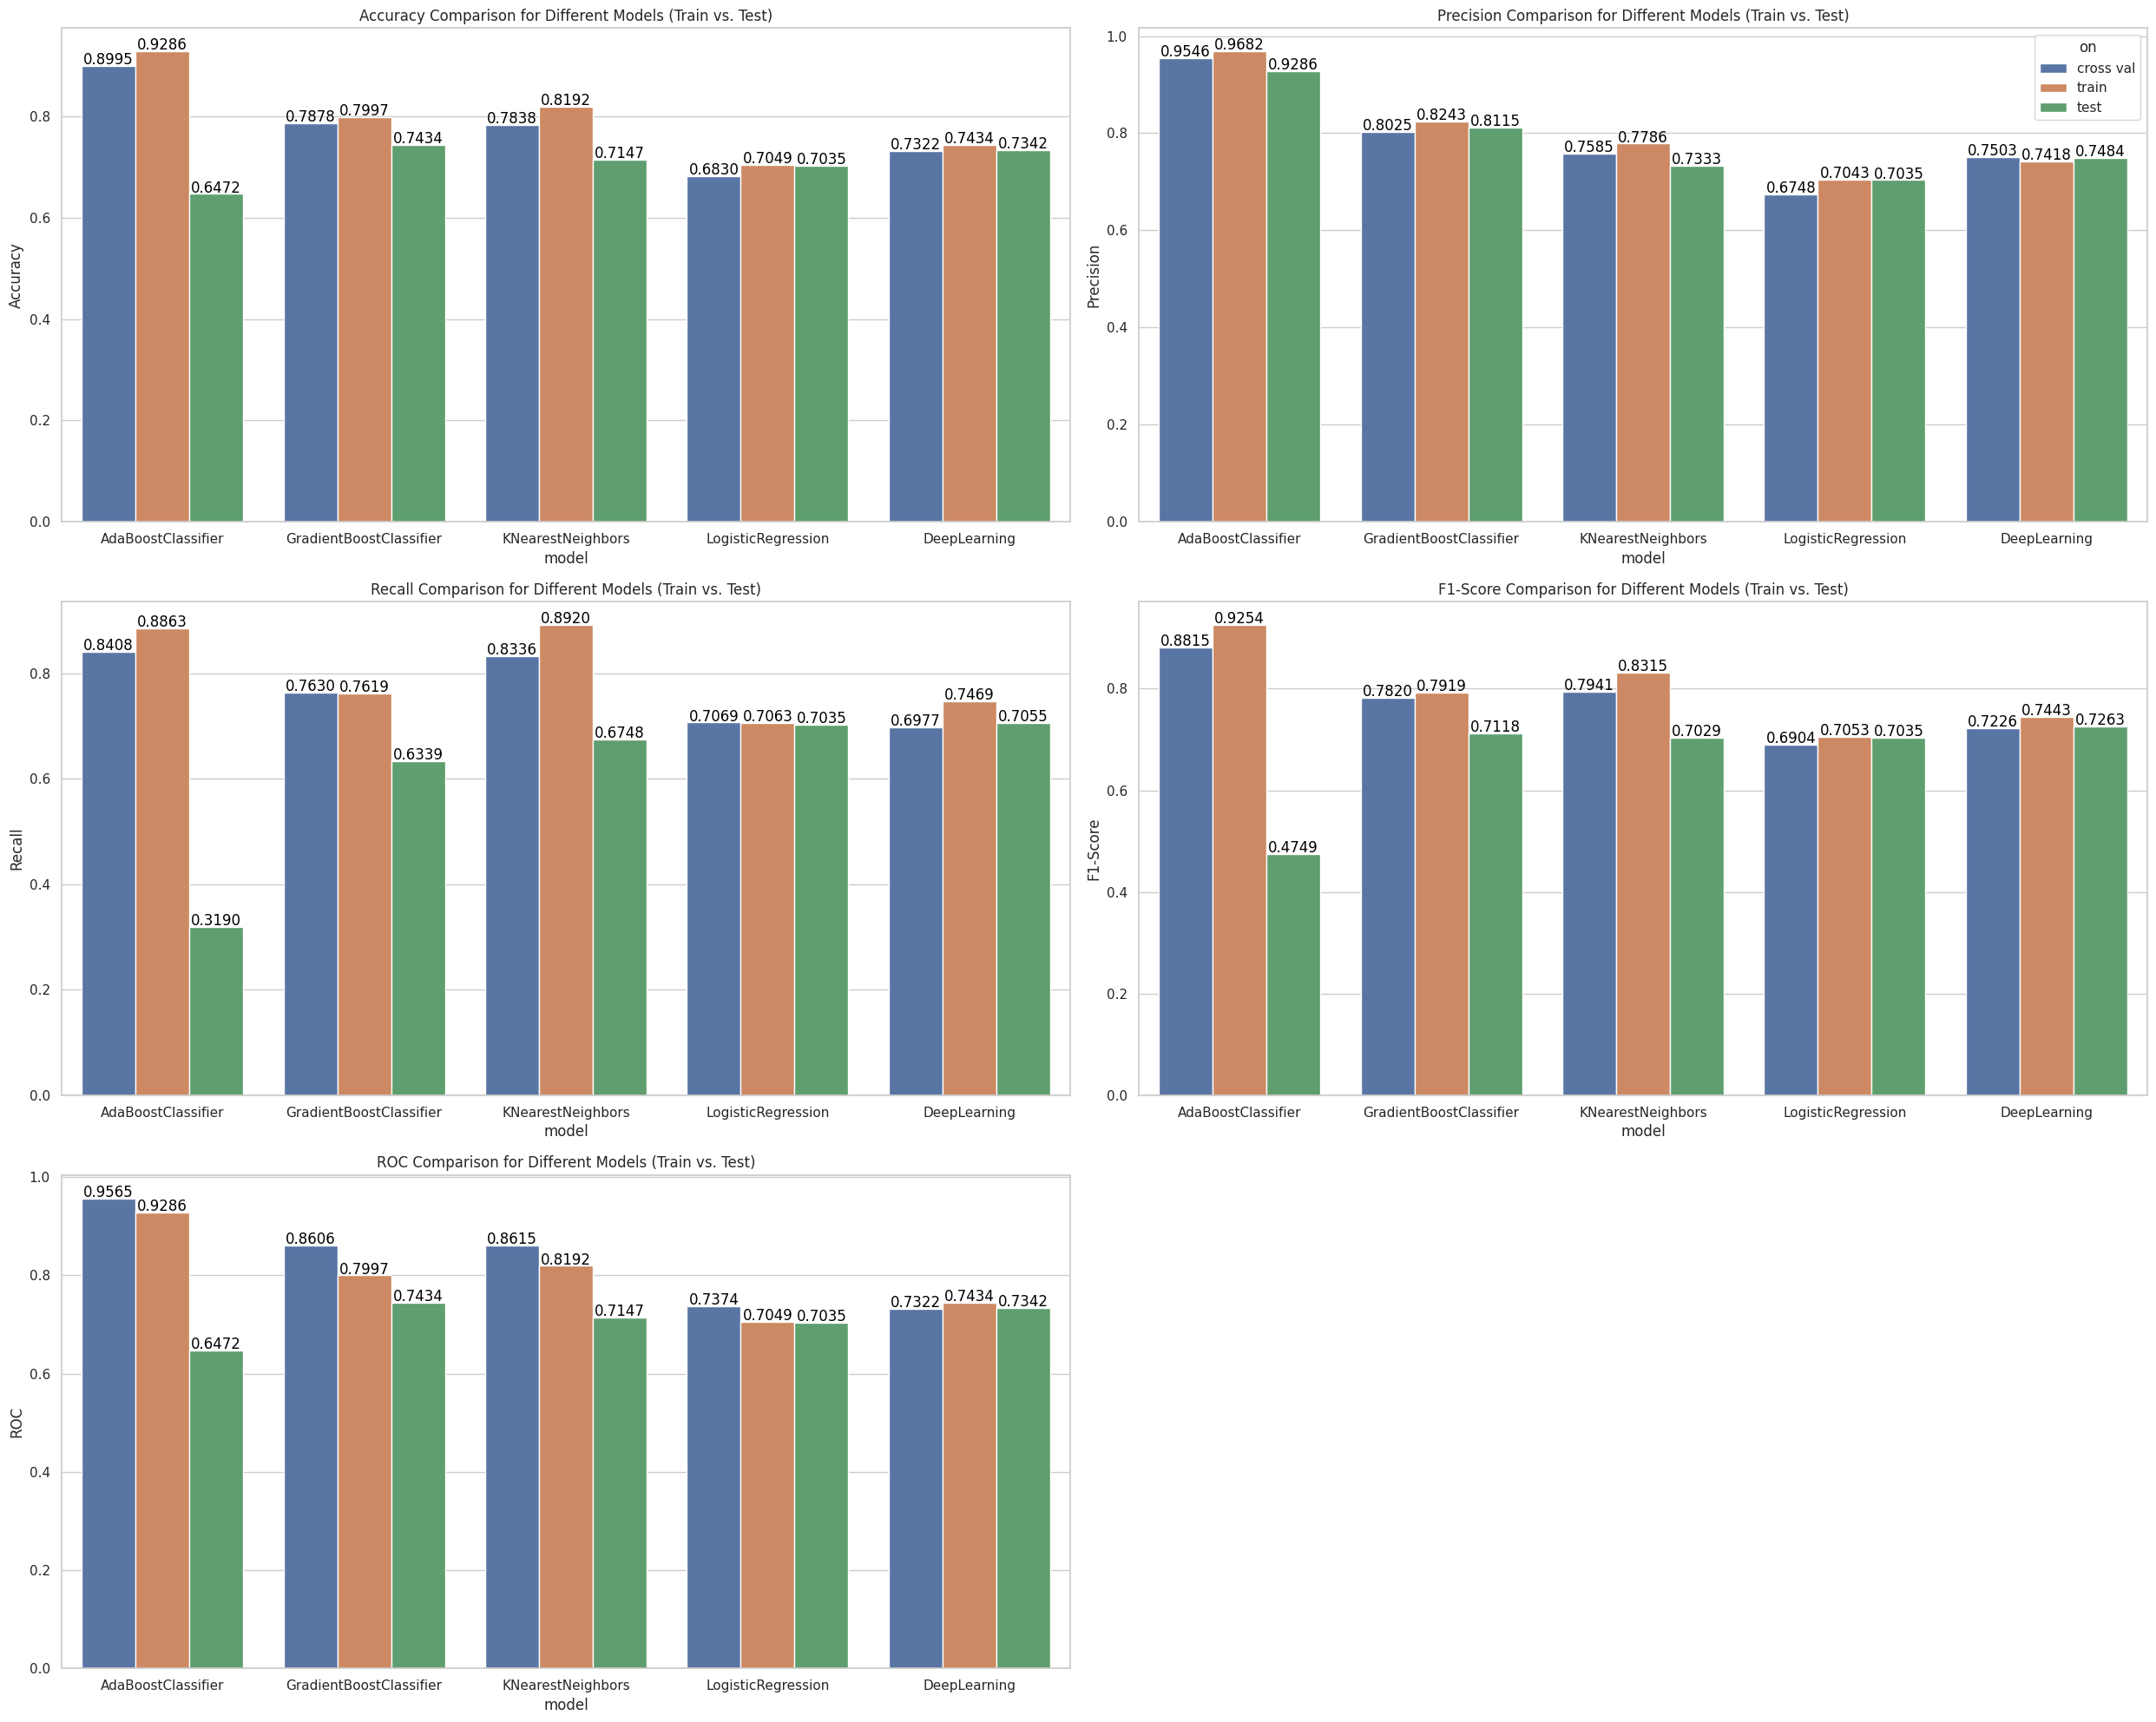 Accuracy Comparison for Different Models (Train vs. Test)
Accuracy
0.8
0.6
0.4
0.2
0.0
0.8995 0.9286 0.6472
0.7878 0.7997 0.7434
0.7838 0.8192 0.7147
0.6830 0.7049 0.7035
0.7322 0.7434 0.7342
AdaBoostClassifier GradientBoostClassifier KNearestNeighbors LogisticRegression DeepLearning
model
Precision Comparison for Different Models (Train vs. Test)
Precision
1.0
0.8
0.6
0.4
0.2
0.0
0.9546 0.9682 0.9286
0.8025 0.8243 0.8115
0.7585 0.7786 0.7333
0.6748 0.7043 0.7035
0.7503 0.7418 0.7484
on
cross val
train
test
AdaBoostClassifier GradientBoostClassifier KNearestNeighbors LogisticRegression DeepLearning
model
Recall Comparison for Different Models (Train vs. Test)
Recall
0.8
0.6
0.4
0.2
0.0
0.8408 0.8863 0.3190
0.7630 0.7619 0.6339
0.8336 0.8920 0.6748
0.7069 0.7063 0.7035
0.6977 0.7469 0.7055
AdaBoostClassifier GradientBoostClassifier KNearestNeighbors LogisticRegression DeepLearning
model
F1-Score Comparison for Different Models (Train vs. Test)
F1-Score
0.8
0.6
0.4
0.2
0.0
0.8815 0.9254 0.4749
0.7820 0.7919 0.7118
0.7941 0.8315 0.7029
0.6904 0.7053 0.7035
0.7226 0.7443 0.7263
AdaBoostClassifier GradientBoostClassifier KNearestNeighbors LogisticRegression DeepLearning
model
ROC Comparison for Different Models (Train vs. Test)
ROC
1.0
0.8
0.6
0.4
0.2
0.0
0.9565 0.9286 0.6472
0.8606 0.7997 0.7434
0.8615 0.8192 0.7147
0.7374 0.7049 0.7035
0.7322 0.7434 0.7342
AdaBoostClassifier GradientBoostClassifier KNearestNeighbors LogisticRegression DeepLearning
model